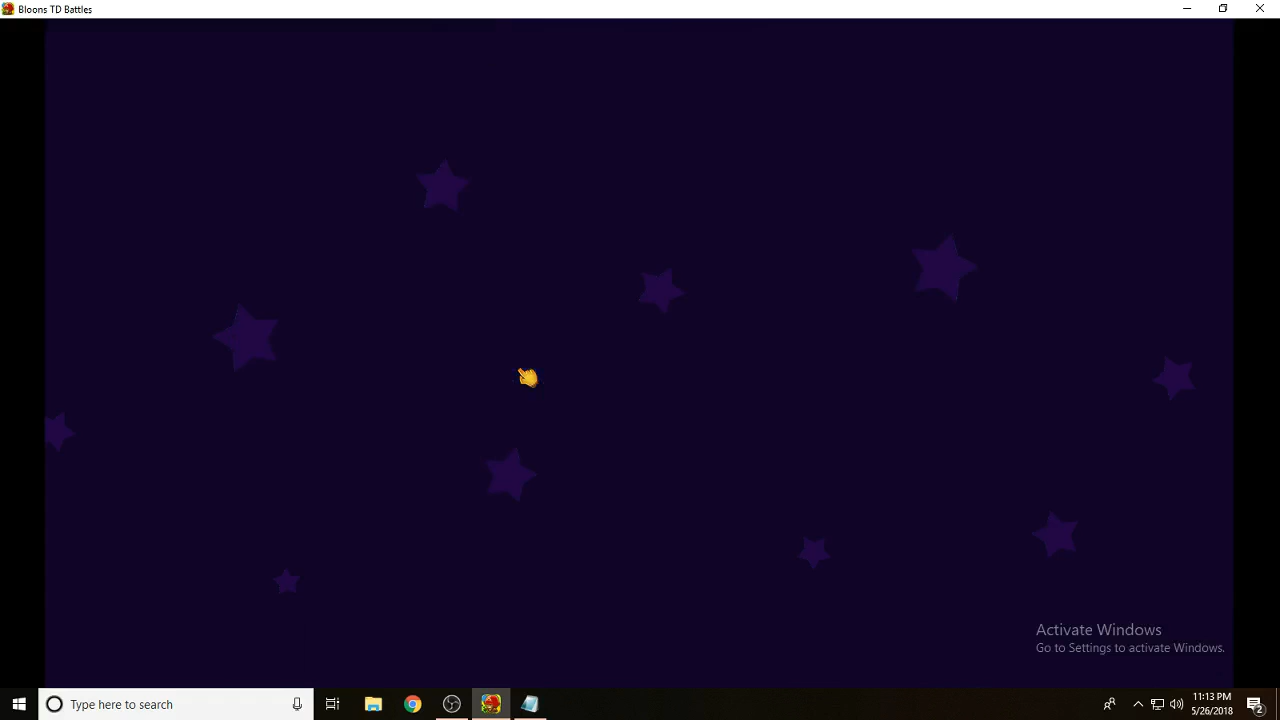 Bloons TD Battles
Activate Windows
Go to Settings to activate Windows.
Type here to search
11:13 PM
5/26/2018
2